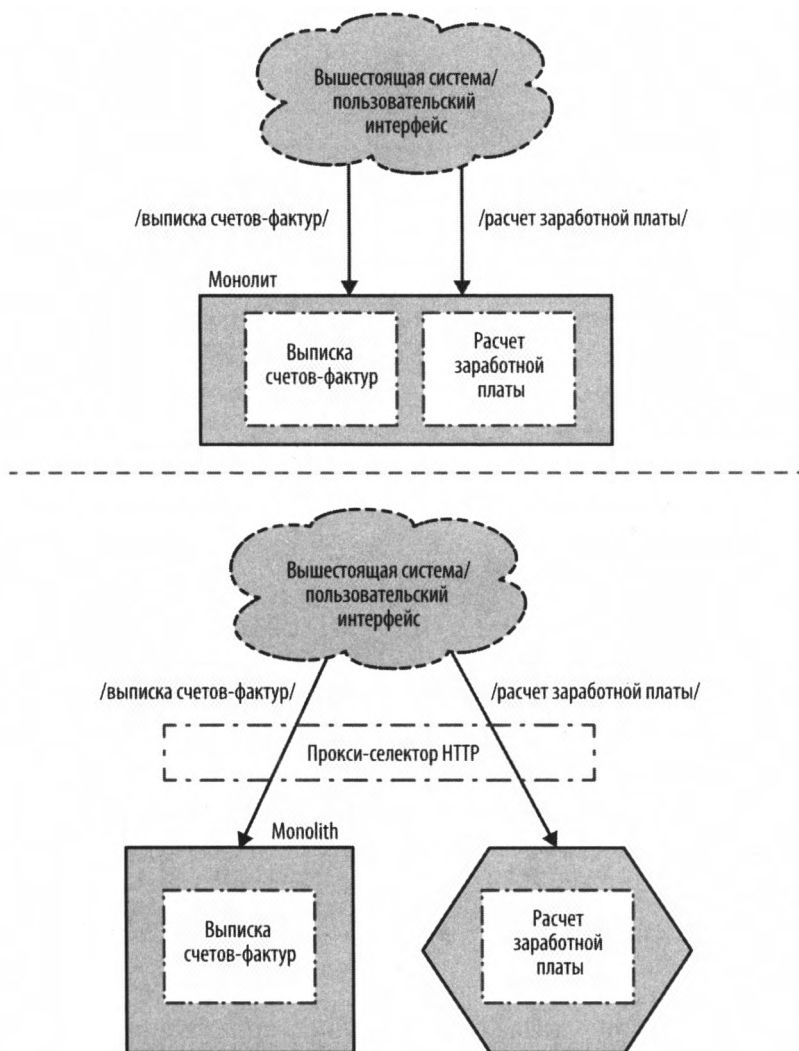 Вышестоящая система/
пользовательский
интерфейс
/выписка счетов-фактур/
/расчет заработной платы/
Монолит
Выписка
счетов-фактур
Расчет
заработной
платы
Вышестоящая система/
пользовательский
интерфейс
/выписка счетов-фактур/
/расчет заработной платы/
Прокси-селектор HTTP
Monolith
Выписка
счетов-фактур
Расчет
заработной
платы